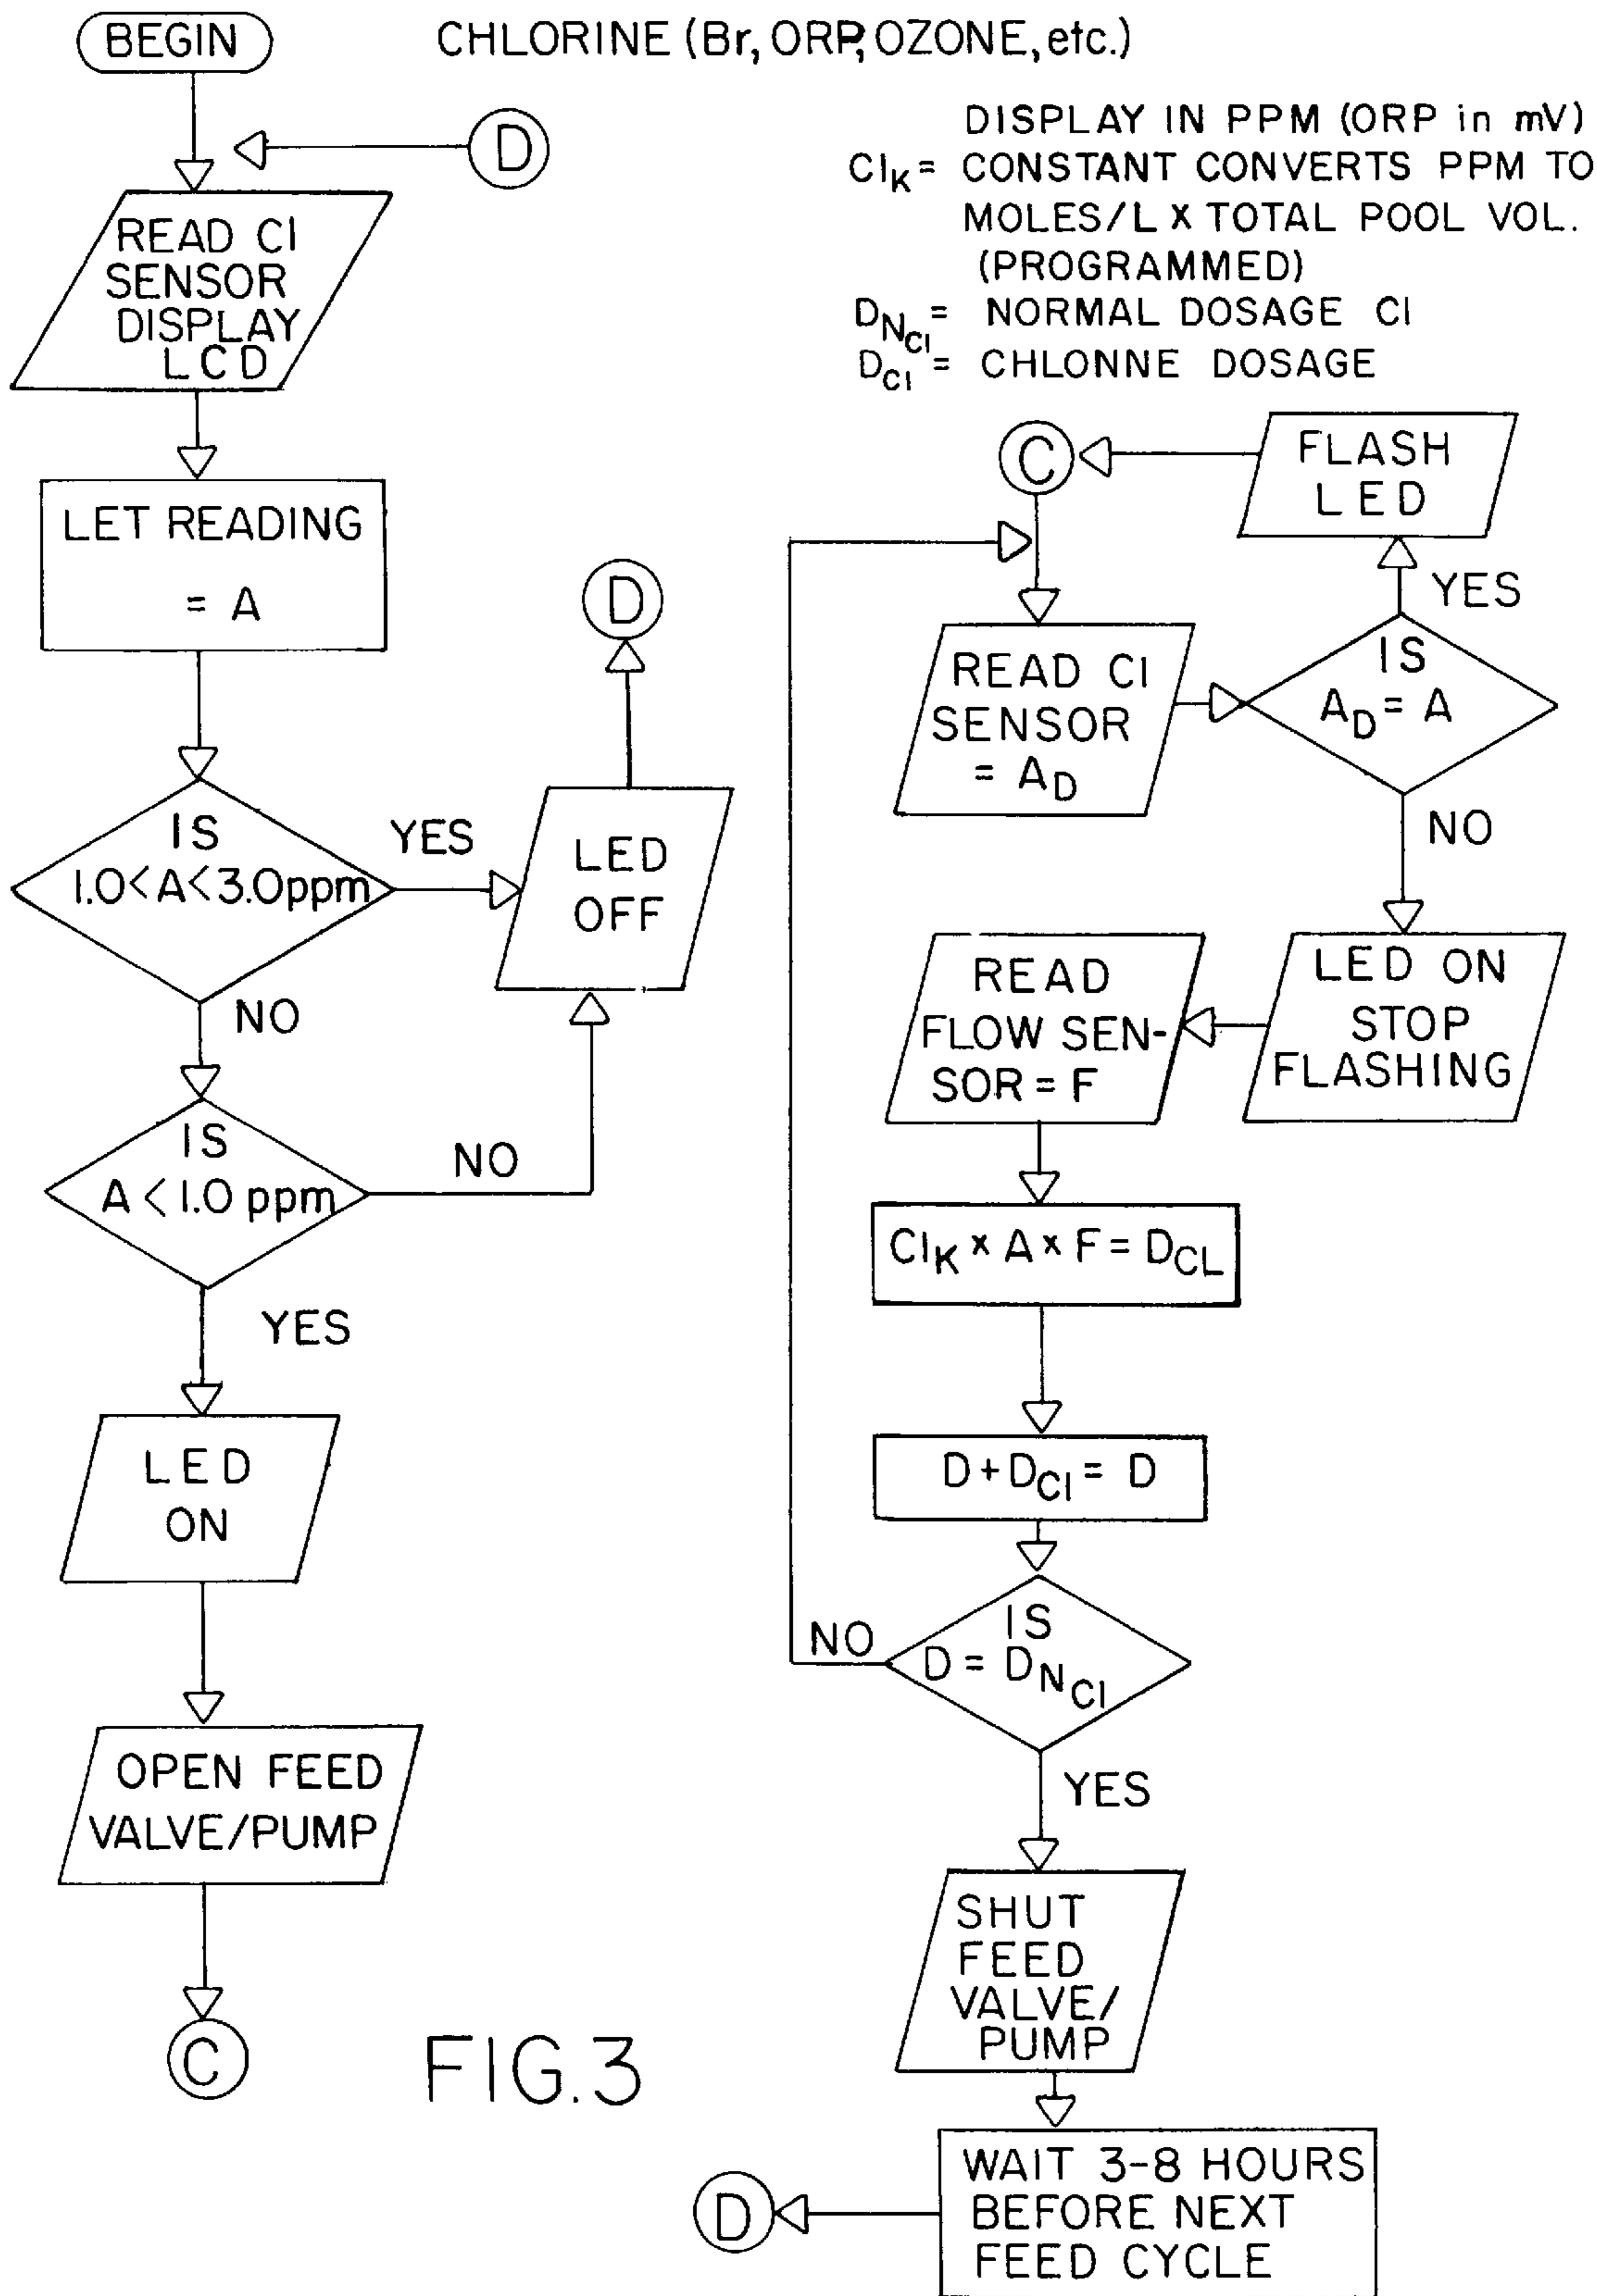 BEGIN
CHLORINE (Br, ORP, OZONE, etc.)
D
DISPLAY IN PPM (ORP in mV)
Cl_K = CONSTANT CONVERTS PPM TO
MOLES/L X TOTAL POOL VOL.
(PROGRAMMED)
D_N_Cl = NORMAL DOSAGE Cl
D_Cl = CHLONNE DOSAGE
READ Cl
SENSOR
DISPLAY
LCD
LET READING
= A
IS
1.0<A<3.0ppm
YES
LED
OFF
D
NO
IS
A<1.0 ppm
NO
YES
LED
ON
OPEN FEED
VALVE/PUMP
C
C
FLASH
LED
YES
READ Cl
SENSOR
= A_D
IS
A_D = A
NO
LED ON
STOP
FLASHING
READ
FLOW SEN-
SOR = F
Cl_K x A x F = D_CL
D + D_Cl = D
IS
D = D_N_Cl
NO
YES
SHUT
FEED
VALVE/
PUMP
WAIT 3-8 HOURS
BEFORE NEXT
FEED CYCLE
D
FIG.3